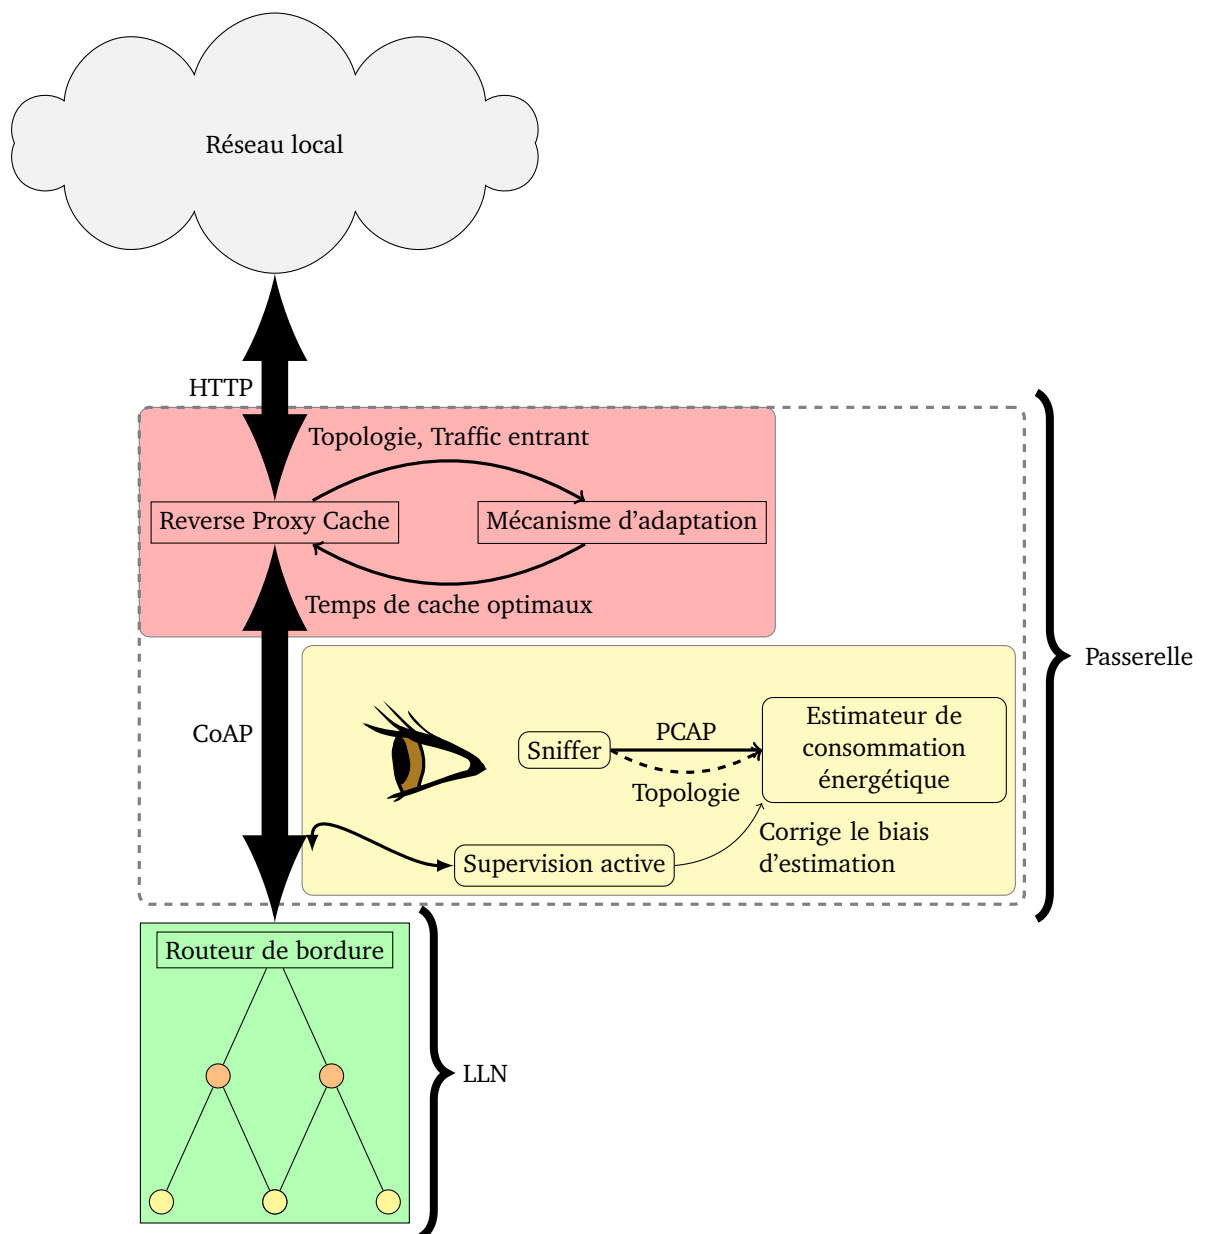 Réseau local
HTTP
Topologie, Traffic entrant
Reverse Proxy Cache
Mécanisme d'adaptation
Temps de cache optimaux
Passerelle
CoAP
Sniffer
PCAP
Topologie
Estimateur de
consommation
énergétique
Supervision active
Corrige le biais
d'estimation
Routeur de bordure
LLN